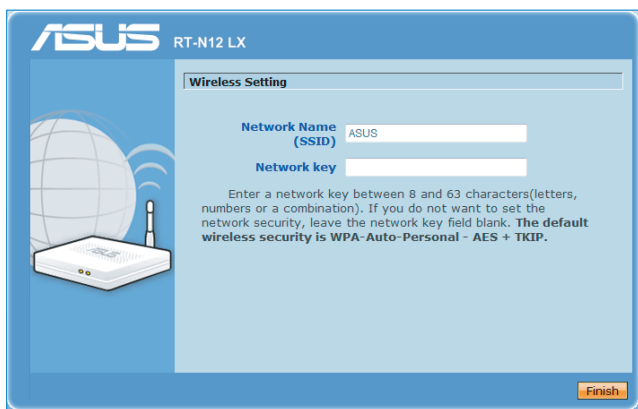 ASUS RT-N12 LX
Wireless Setting
Network Name
(SSID)
ASUS
Network key
Enter a network key between 8 and 63 characters(letters,
numbers or a combination). If you do not want to set the
network security, leave the network key field blank. The default
wireless security is WPA-Auto-Personal - AES + TKIP.
ASUS
Finish